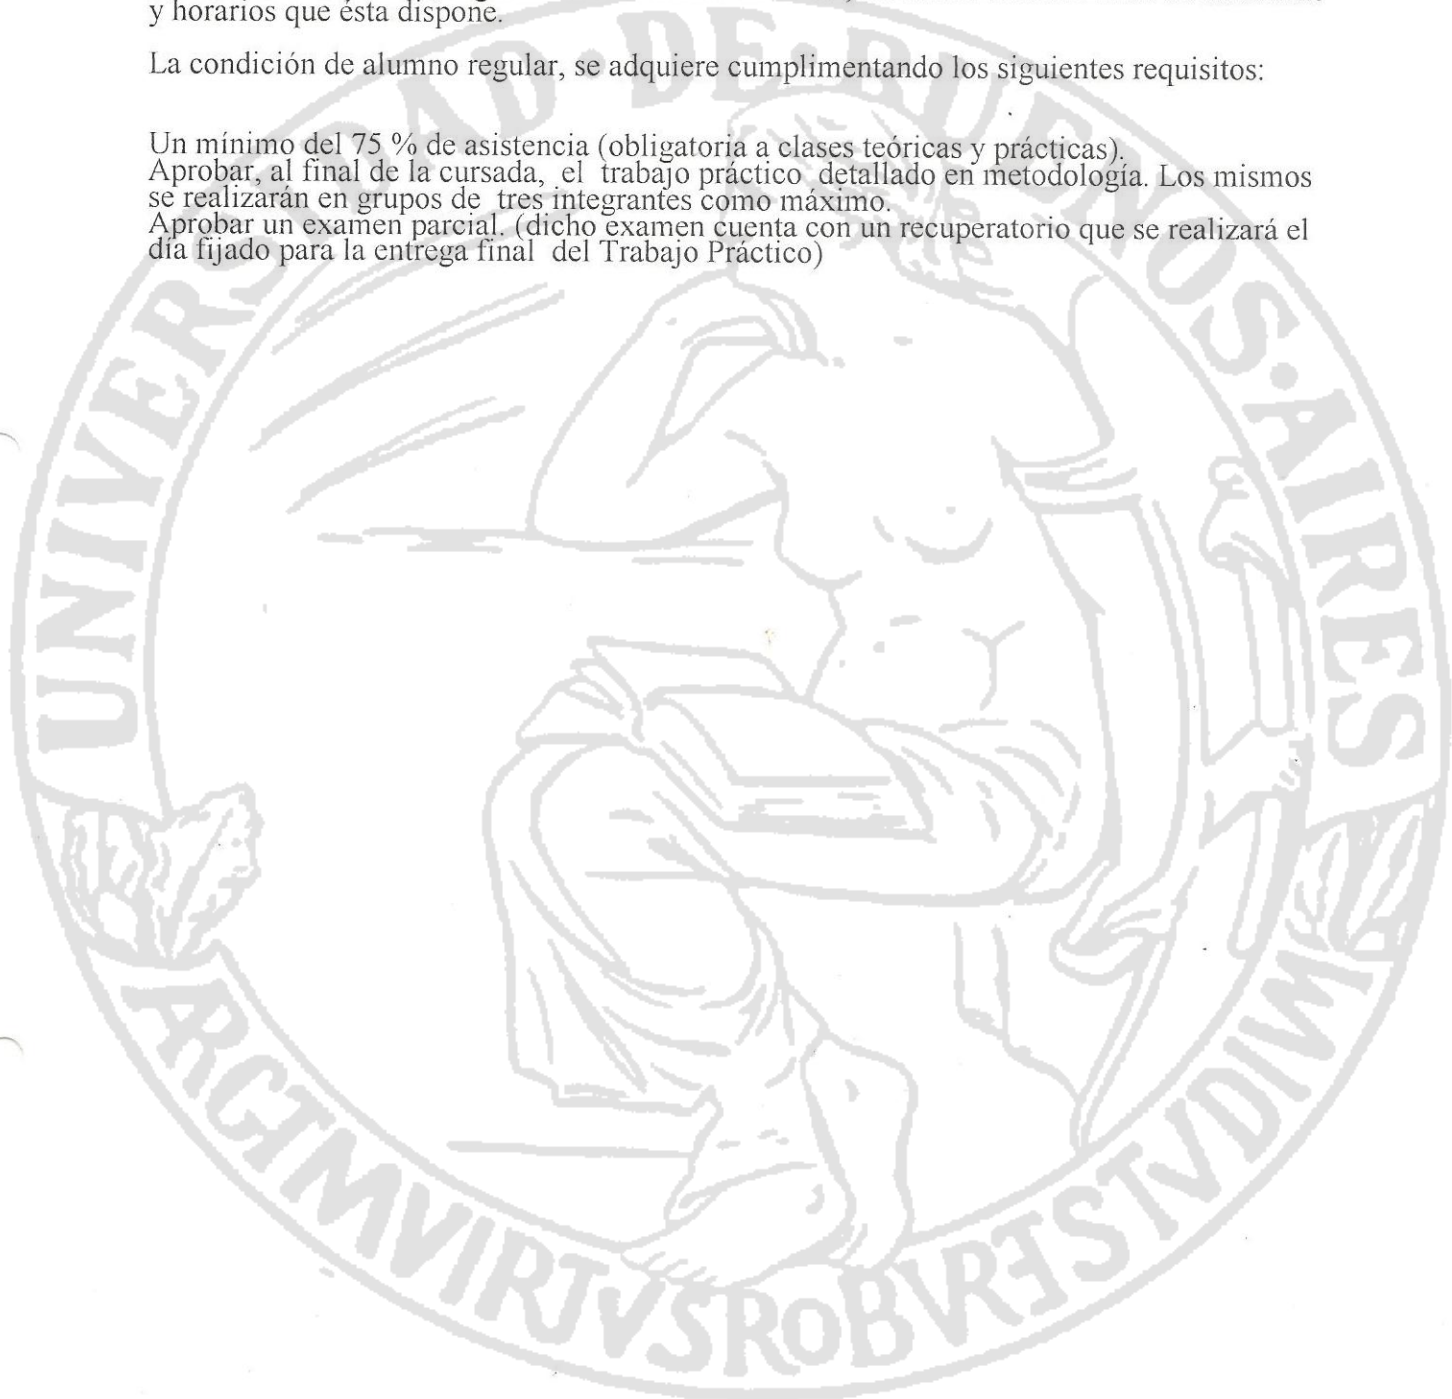 y horarios que ésta dispone.
La condición de alumno regular, se adquiere cumplimentando los siguientes requisitos:
Un mínimo del 75 % de asistencia (obligatoria a clases teóricas y prácticas).
Aprobar, al final de la cursada, el trabajo práctico detallado en metodología. Los mismos
se realizarán en grupos de tres integrantes como máximo.
Aprobar un examen parcial. (dicho examen cuenta con un recuperatorio que se realizará el
día fijado para la entrega final del Trabajo Práctico)
UNIVERSIDAD · DE · BUENOS · AIRES
ARGTMVIRTVSROBVRETSTVDIVM